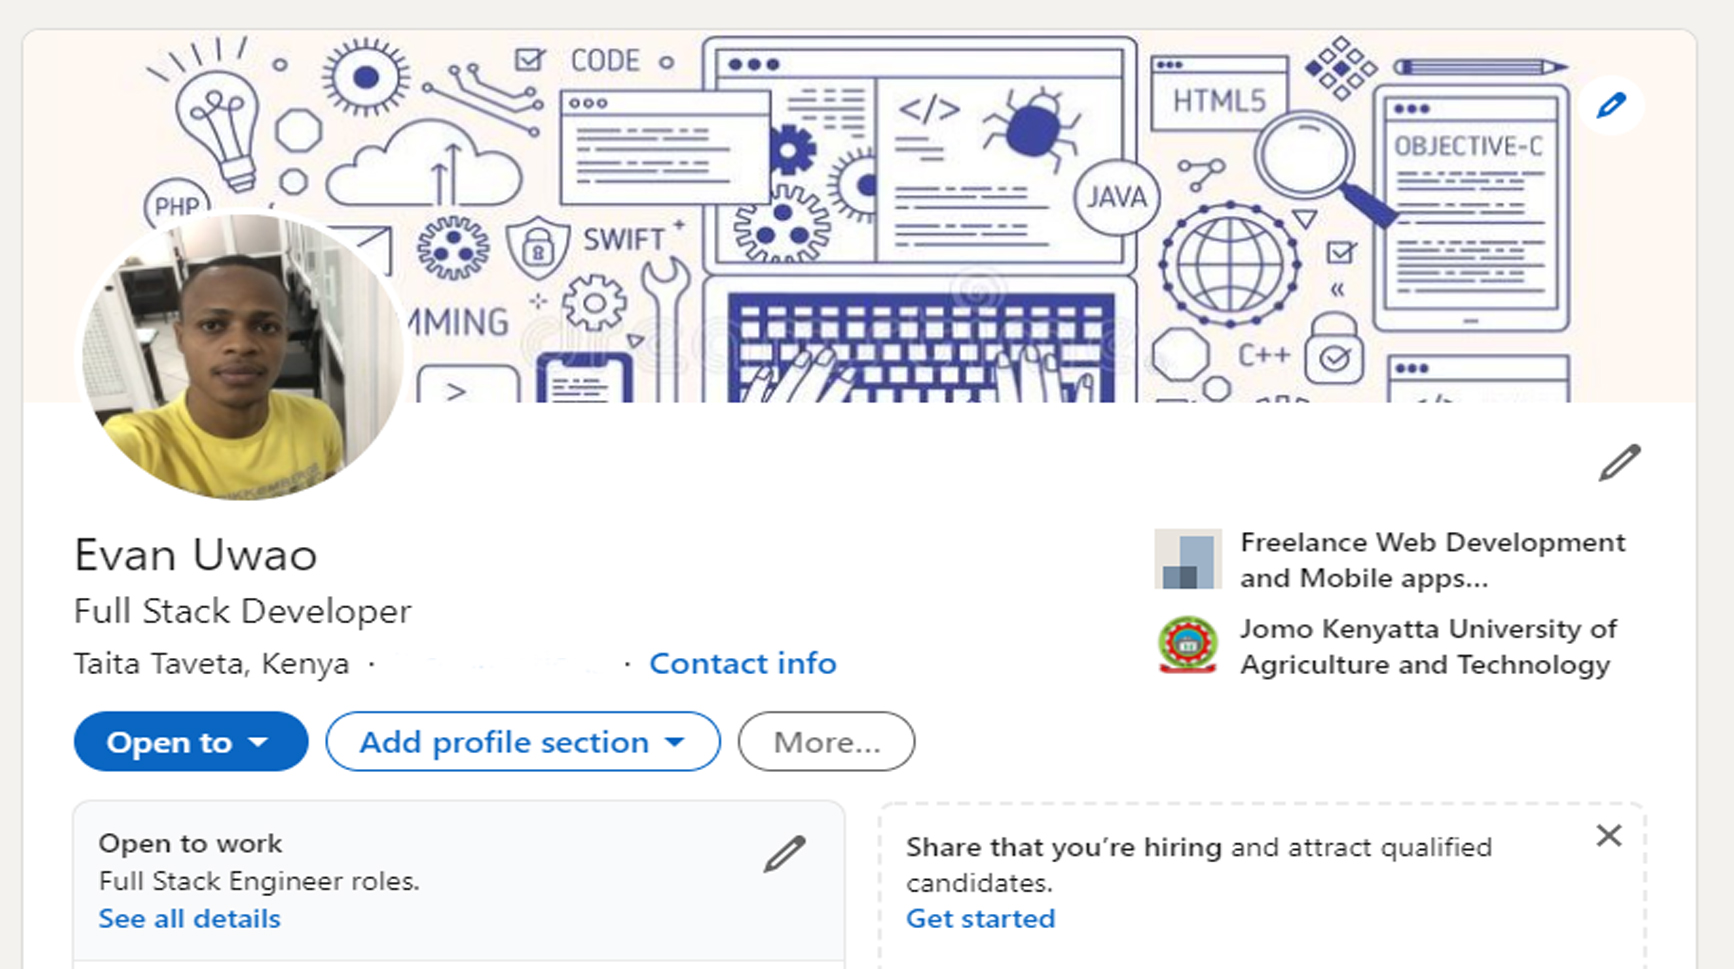 CODE
HTML5
</>
OBJECTIVE-C
JAVA
PHP
SWIFT
MMING
C++
>
dreamstime
Evan Uwao
Full Stack Developer
Taita Taveta, Kenya · · Contact info
Freelance Web Development
and Mobile apps...
Jomo Kenyatta University of
Agriculture and Technology
Open to
Add profile section
More...
Open to work
Full Stack Engineer roles.
See all details
Share that you’re hiring and attract qualified
candidates.
Get started